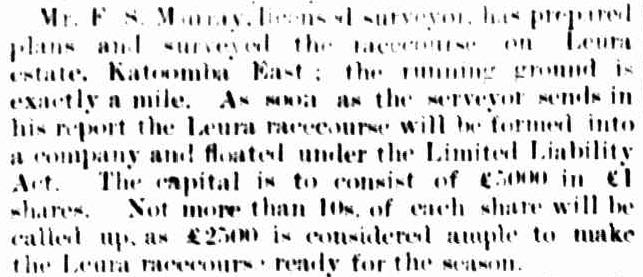 Mr. F. S. Murray, licensed surveyor, has prepared
plans and surveyed the racecourse on Leura
estate, Katoomba East ; the running ground is
exactly a mile. As soon as the serveyor sends in
his report the Leura racecourse will be formed into
a company and floated under the Limited Liability
Act. The capital is to consist of £5000 in £1
shares. Not more than 10s. of each share will be
called up, as £2500 is considered ample to make
the Leura racecourse ready for the season.